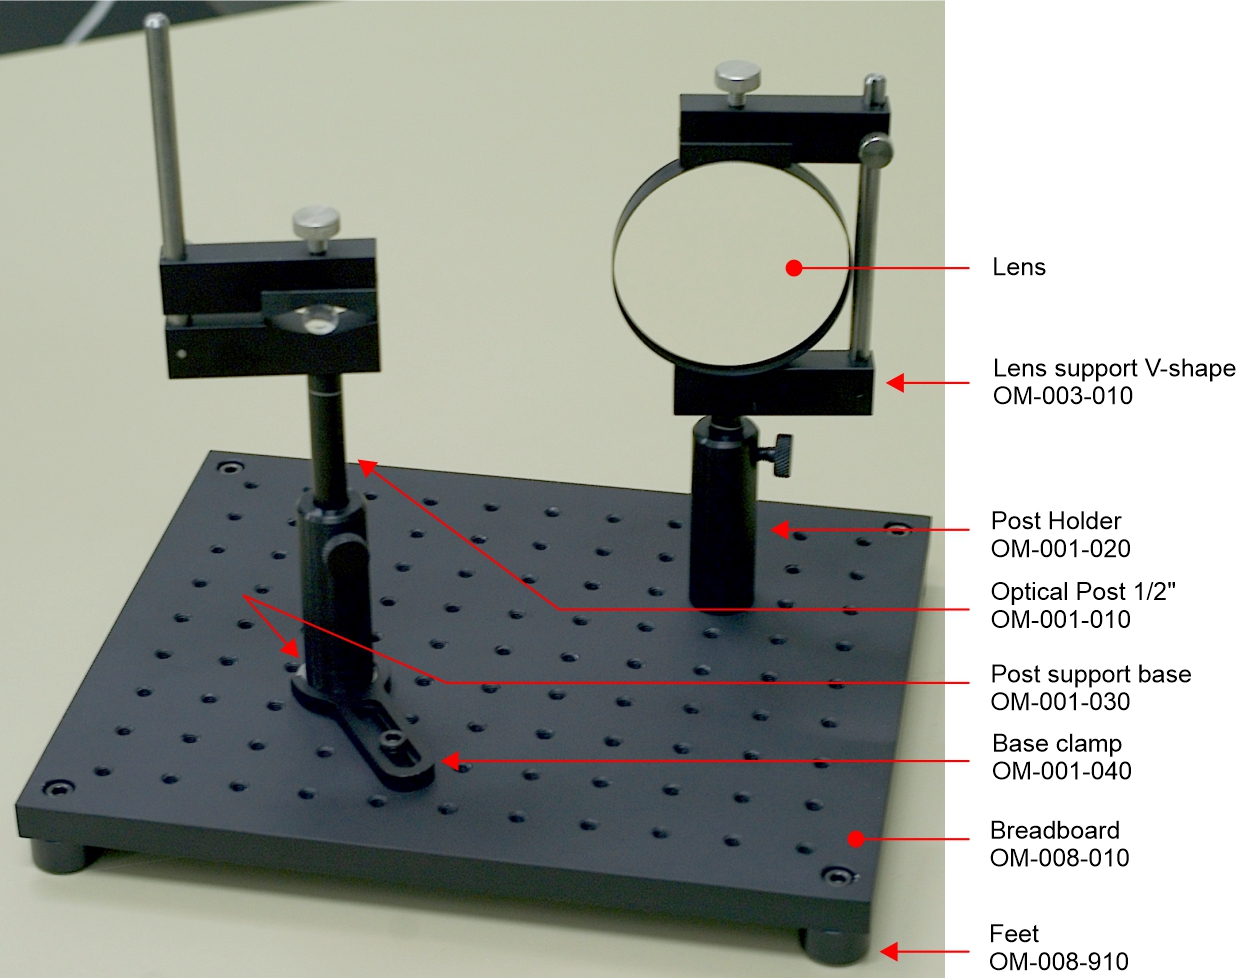 Lens
Lens support V-shape
OM-003-010
Post Holder
OM-001-020
Optical Post 1/2"
OM-001-010
Post support base
OM-001-030
Base clamp
OM-001-040
Breadboard
OM-008-010
Feet
OM-008-910